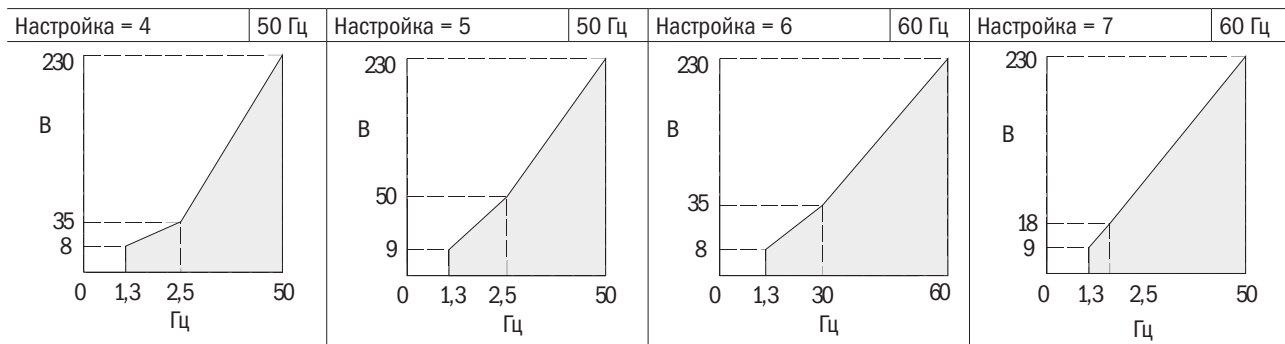 Настройка = 4 50 Гц
230
В
35
8
0 1,3 2,5 50
Гц
Настройка = 5 50 Гц
230
В
50
9
0 1,3 2,5 50
Гц
Настройка = 6 60 Гц
230
В
35
8
0 1,3 30 60
Гц
Настройка = 7 60 Гц
230
В
18
9
0 1,3 2,5 50
Гц